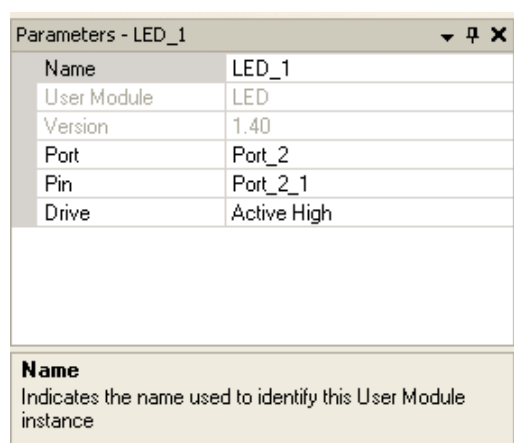 Parameters - LED_1
Name LED_1
User Module LED
Version 1.40
Port Port_2
Pin Port_2_1
Drive Active High
Name
Indicates the name used to identify this User Module
instance